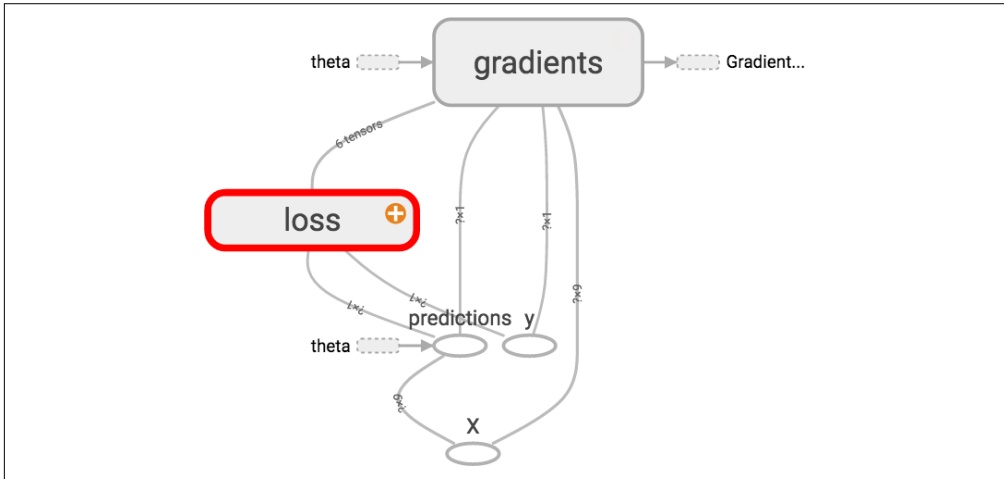 theta
gradients
Gradient...
6 tensors
loss
?×1
?×1
?×1
?×1
?×9
predictions
y
theta
?×9
X